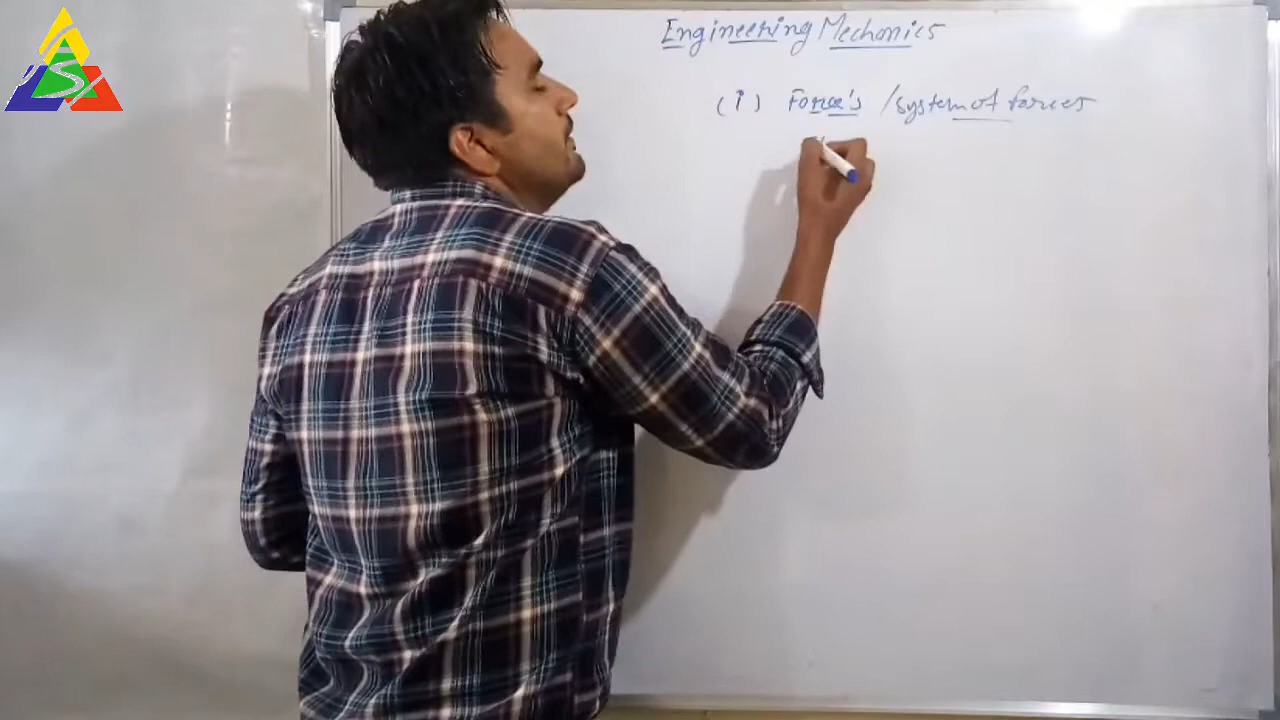 Engineering Mechanics
(i) Force's / system of forces